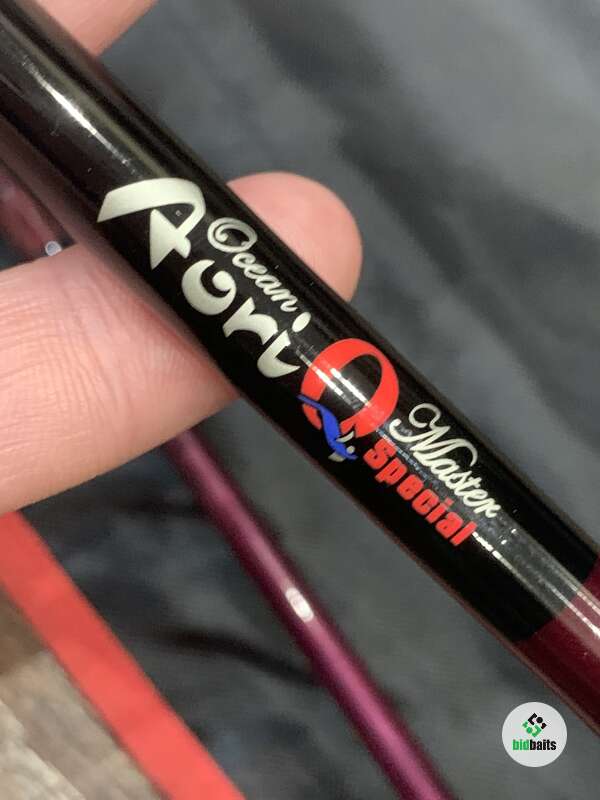 Ocean
Aori Q
Master
Special
bidbaits